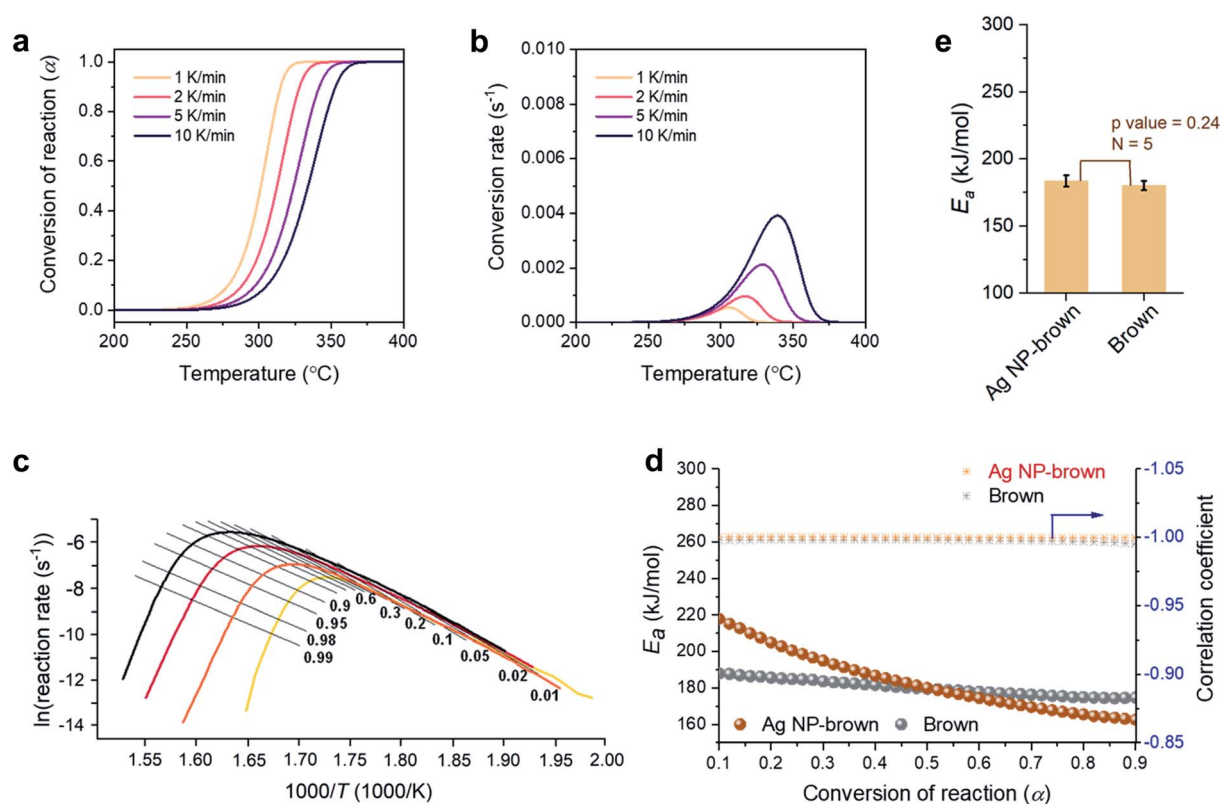 a
Conversion of reaction (α)
1.0
0.8
0.6
0.4
0.2
0.0
1 K/min
2 K/min
5 K/min
10 K/min
200
250
300
350
400
Temperature (°C)
b
Conversion rate (s⁻¹)
0.010
0.008
0.006
0.004
0.002
0.000
1 K/min
2 K/min
5 K/min
10 K/min
200
250
300
350
400
Temperature (°C)
e
Eₐ (kJ/mol)
300
250
200
150
100
p value = 0.24
N = 5
Ag NP-brown
Brown
c
ln(reaction rate (s⁻¹))
-6
-8
-10
-12
-14
0.99
0.98
0.95
0.9
0.6
0.3
0.2
0.1
0.05
0.02
0.01
1.55
1.60
1.65
1.70
1.75
1.80
1.85
1.90
1.95
2.00
1000/T (1000/K)
d
Eₐ (kJ/mol)
300
280
260
240
220
200
180
160
Ag NP-brown
Brown
Ag NP-brown
Brown
0.1
0.2
0.3
0.4
0.5
0.6
0.7
0.8
0.9
Conversion of reaction (α)
-1.05
-1.00
-0.95
-0.90
-0.85
Correlation coefficient